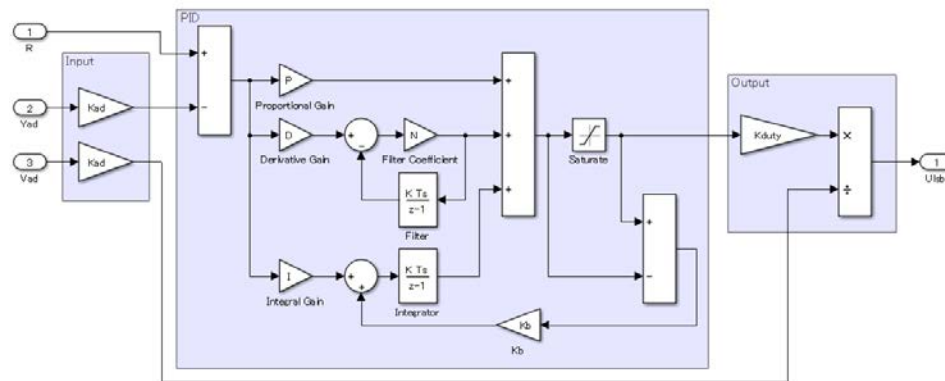 PID
1
R
Input
+
−
P
Proportional Gain
+
Output
2
Yad
Kad
D
Derivative Gain
−
N
Filter Coefficient
+
Saturate
Kduty
×
1
Ulsb
3
Vad
Kad
K Ts
z-1
Filter
+
÷
+
−
I
Integral Gain
+
+
K Ts
z-1
Integrator
Kb
Kb